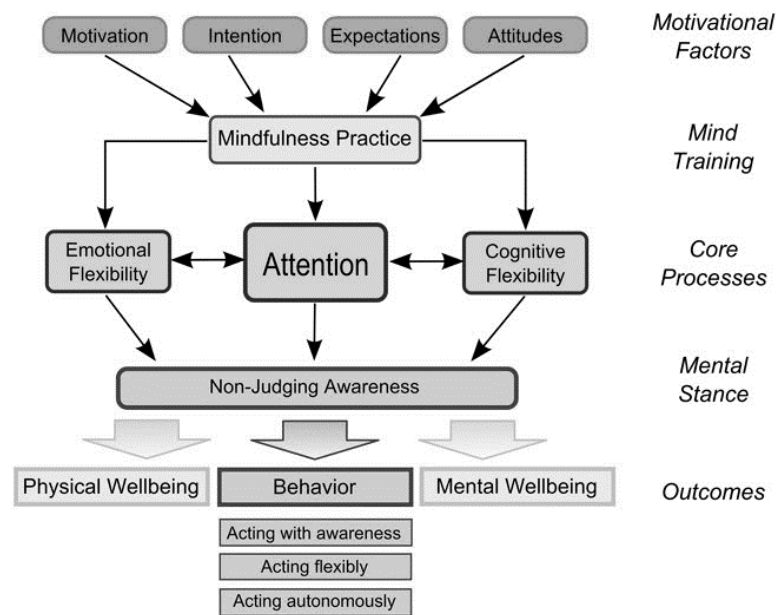 Motivation
Intention
Expectations
Attitudes
Motivational
Factors
Mindfulness Practice
Mind
Training
Emotional
Flexibility
Attention
Cognitive
Flexibility
Core
Processes
Non-Judging Awareness
Mental
Stance
Physical Wellbeing
Behavior
Mental Wellbeing
Outcomes
Acting with awareness
Acting flexibly
Acting autonomously